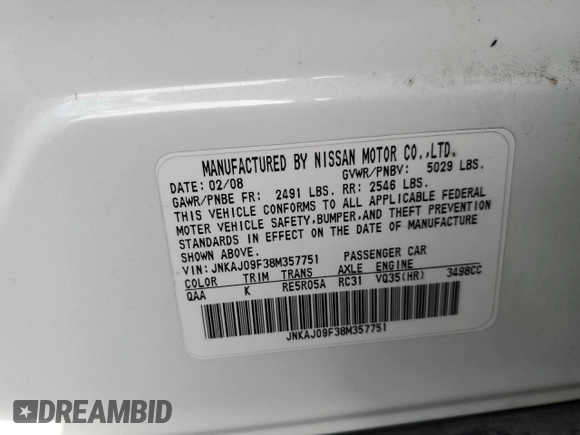 MANUFACTURED BY NISSAN MOTOR CO.,LTD.
DATE: 02/08 GVWR/PNBV: 5029 LBS.
GAWR/PNBE FR: 2491 LBS. RR: 2546 LBS.
THIS VEHICLE CONFORMS TO ALL APPLICABLE FEDERAL
MOTOR VEHICLE SAFETY,BUMPER,AND THEFT PREVENTION
STANDARDS IN EFFECT ON THE DATE OF MANUFACTURE
SHOWN ABOVE.
VIN: JNKAJ09F38M357751 PASSENGER CAR
COLOR TRIM TRANS AXLE ENGINE
QAA K RE5R05A RC31 VQ35(HR) 3498CC
JNKAJ09F38M357751
DREAMBID